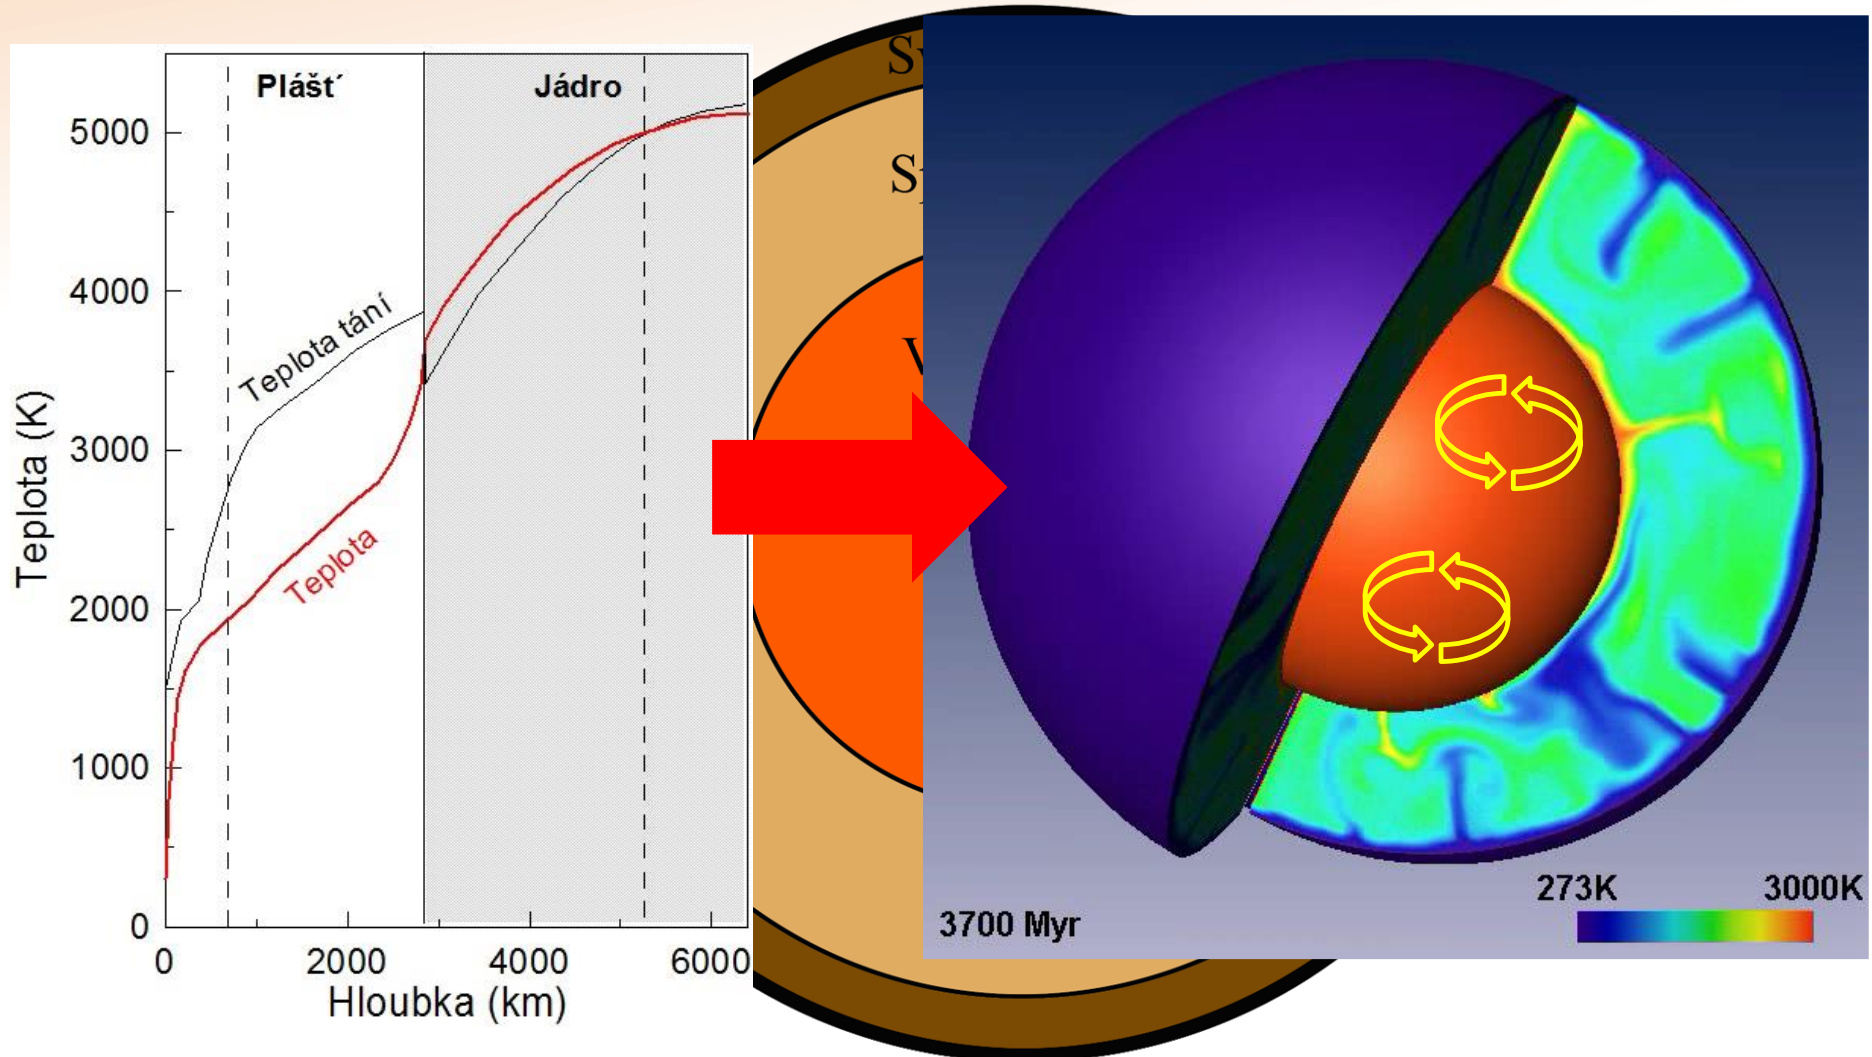 Plášť
Jádro
5000
4000
3000
2000
1000
0
Teplota (K)
Teplota tání
Teplota
0
2000
4000
6000
Hloubka (km)
3700 Myr
273K
3000K